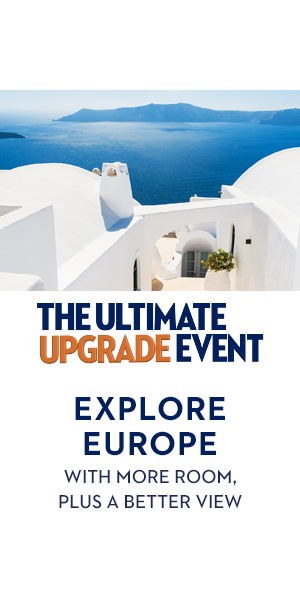 THE ULTIMATE
UPGRADE EVENT
EXPLORE
EUROPE
WITH MORE ROOM,
PLUS A BETTER VIEW